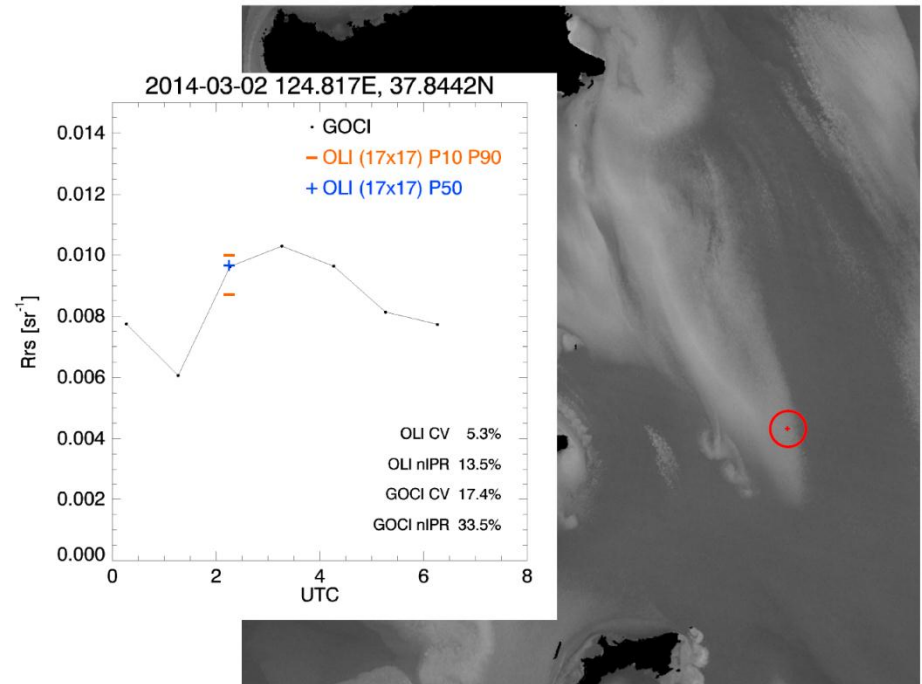 2014-03-02 124.817E, 37.8442N
0.014
0.012
0.010
0.008
0.006
0.004
0.002
0.000
Rrs [sr⁻¹]
· GOCI
− OLI (17x17) P10 P90
+ OLI (17x17) P50
OLI CV 5.3%
OLI nIPR 13.5%
GOCI CV 17.4%
GOCI nIPR 33.5%
0 2 4 6 8
UTC